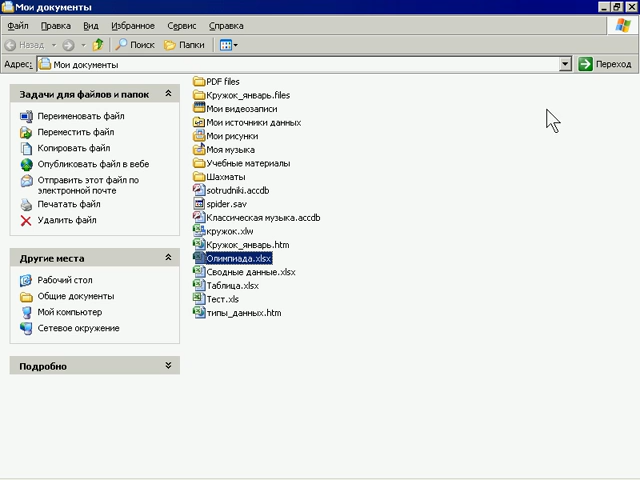 Мои документы
Файл Правка Вид Избранное Сервис Справка
Назад Поиск Папки
Адрес: Мои документы Переход
Задачи для файлов и папок
Переименовать файл
Переместить файл
Копировать файл
Опубликовать файл в вебе
Отправить этот файл по
электронной почте
Печатать файл
Удалить файл
Другие места
Рабочий стол
Общие документы
Мой компьютер
Сетевое окружение
Подробно
PDF files
Кружок_январь.files
Мои видеозаписи
Мои источники данных
Мои рисунки
Моя музыка
Учебные материалы
Шахматы
sotrudniki.accdb
spider.sav
Классическая музыка.accdb
кружок.xlw
Кружок_январь.htm
Олимпиада.xlsx
Сводные данные.xlsx
Таблица.xlsx
Тест.xls
типы_данных.htm